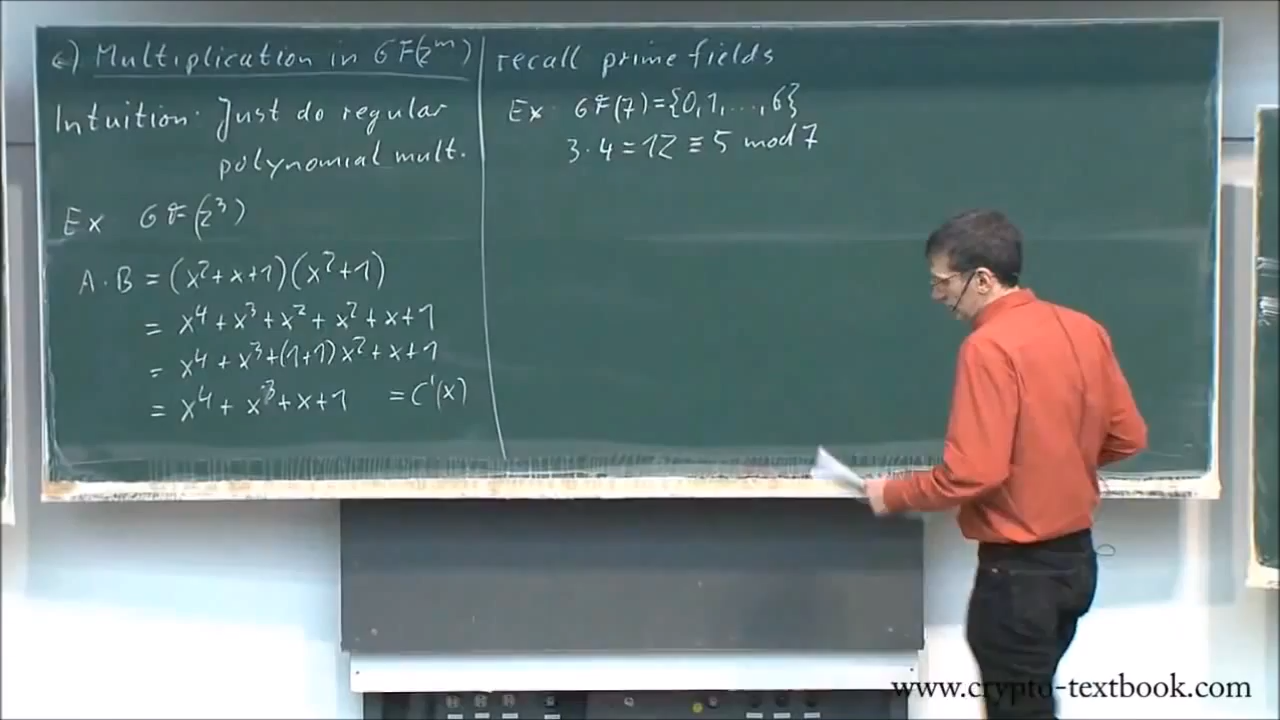 c) Multiplication in GF(2^m)
Intuition: Just do regular
polynomial mult.
Ex GF(2^3)
A·B = (x^2+x+1)(x^2+1)
= x^4+x^3+x^2+x^2+x+1
= x^4+x^3+(1+1)x^2+x+1
= x^4+x^3+x+1 = C'(x)
recall prime fields
Ex GF(7)={0,1,...,6}
3·4=12≡5 mod 7
www.crypto-textbook.com